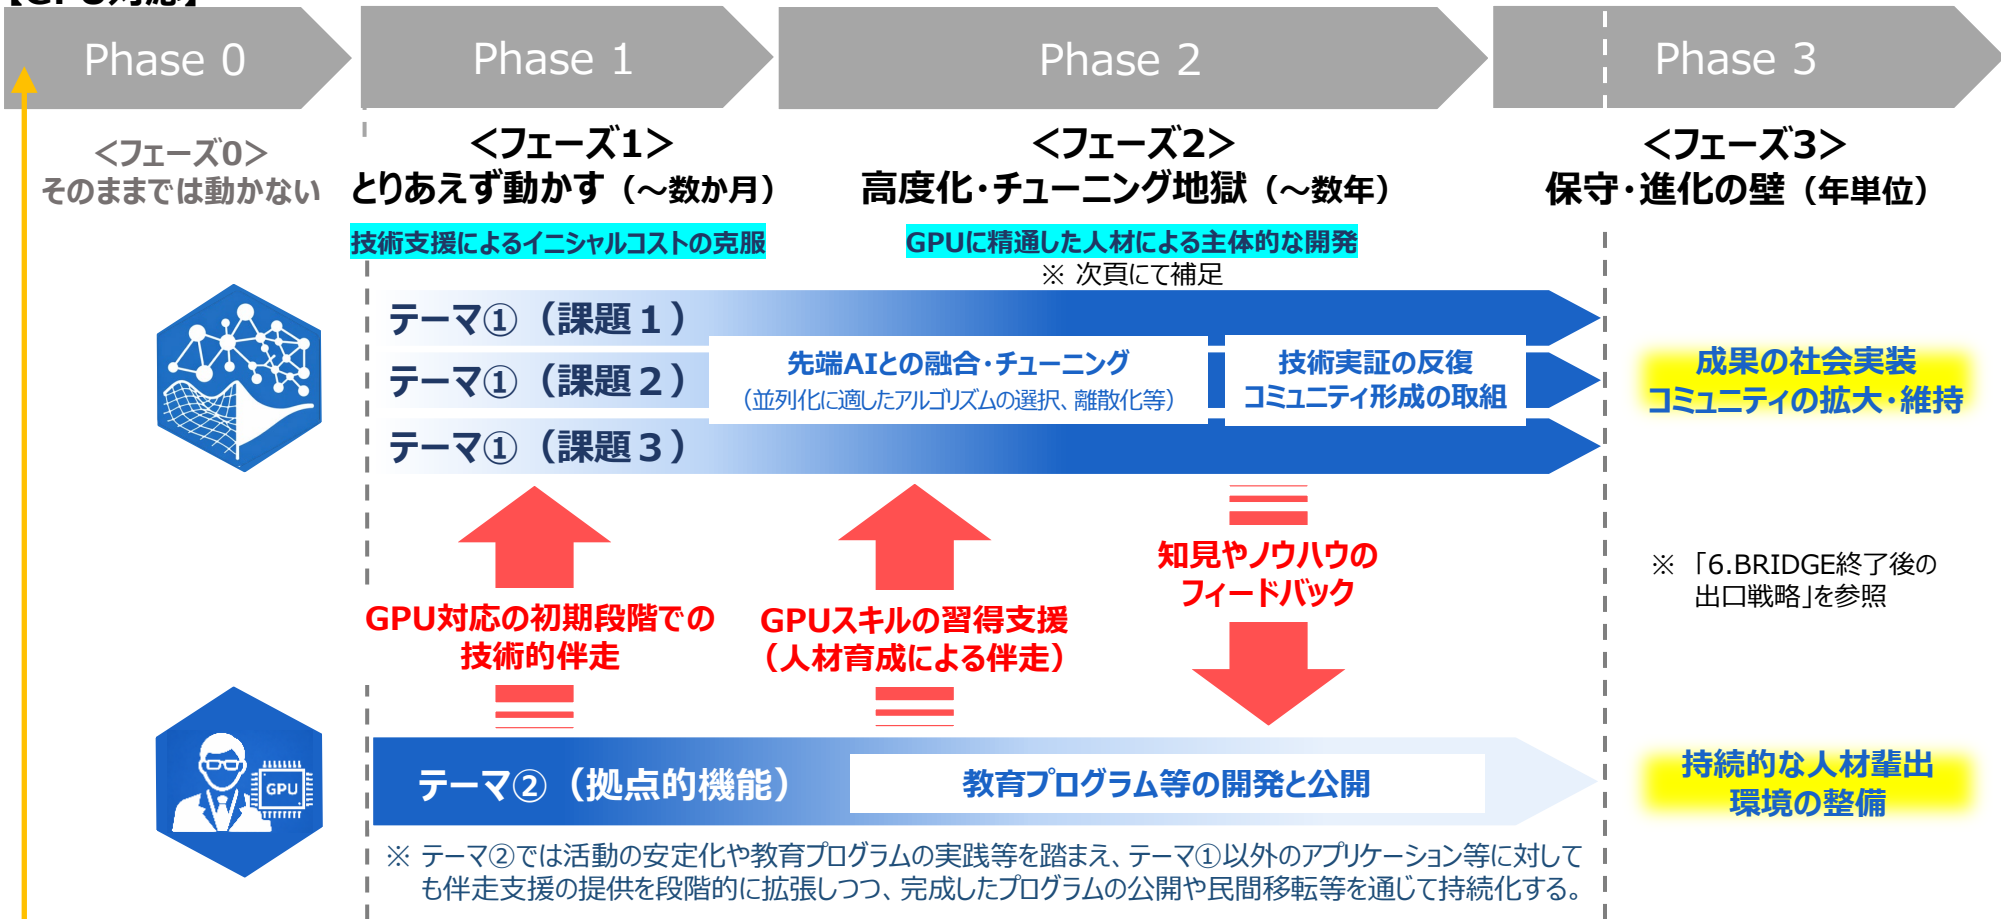 【GPU対応】
Phase 0
Phase 1
Phase 2
Phase 3
＜フェーズ0＞
そのままでは動かない
＜フェーズ1＞
とりあえず動かす（～数か月）
技術支援によるイニシャルコストの克服
＜フェーズ2＞
高度化・チューニング地獄（～数年）
GPUに精通した人材による主体的な開発
※ 次頁にて補足
＜フェーズ3＞
保守・進化の壁（年単位）
テーマ①（課題１）
テーマ①（課題２）
テーマ①（課題３）
先端AIとの融合・チューニング
（並列化に適したアルゴリズムの選択、離散化等）
技術実証の反復
コミュニティ形成の取組
成果の社会実装
コミュニティの拡大・維持
GPU対応の初期段階での
技術的伴走
GPUスキルの習得支援
（人材育成による伴走）
知見やノウハウの
フィードバック
※ 「6.BRIDGE終了後の
出口戦略」を参照
GPU
テーマ②（拠点的機能）
教育プログラム等の開発と公開
持続的な人材輩出
環境の整備
※ テーマ②では活動の安定化や教育プログラムの実践等を踏まえ、テーマ①以外のアプリケーション等に対して
も伴走支援の提供を段階的に拡張しつつ、完成したプログラムの公開や民間移転等を通じて持続化する。